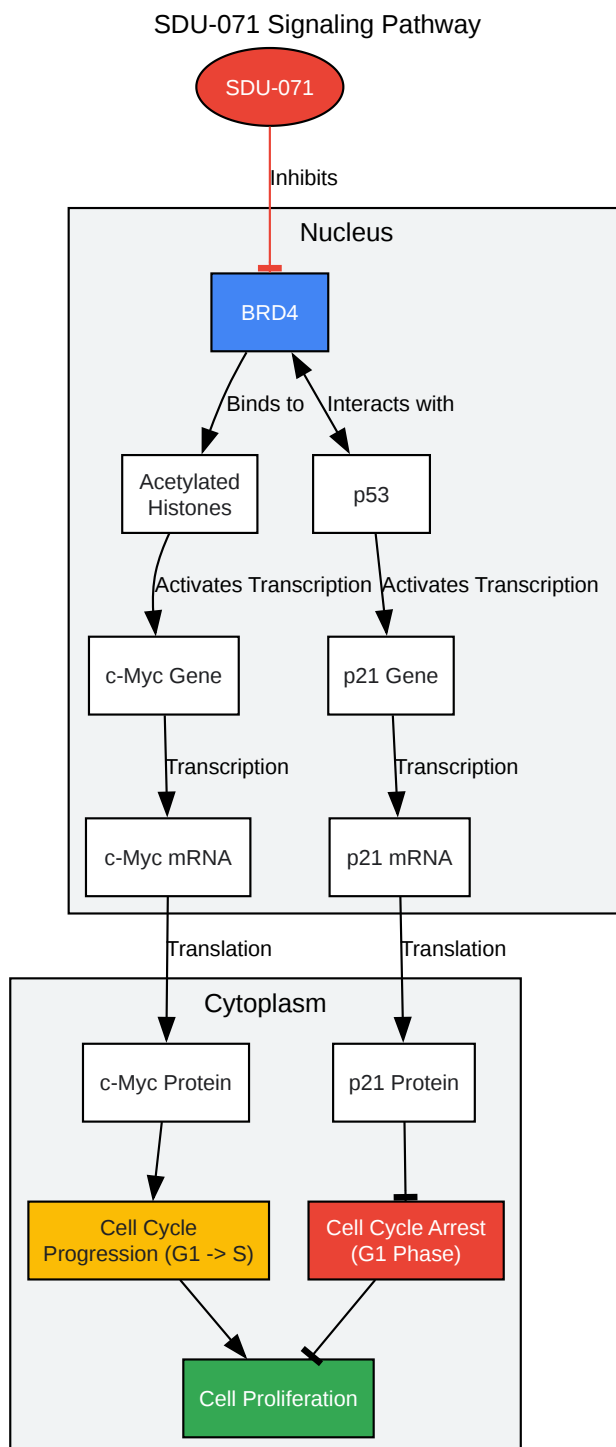 SDU-071 Signaling Pathway
SDU-071
Inhibits
Nucleus
BRD4
Binds to
Interacts with
Acetylated
Histones
p53
Activates Transcription
Activates Transcription
c-Myc Gene
p21 Gene
Transcription
Transcription
c-Myc mRNA
p21 mRNA
Translation
Translation
Cytoplasm
c-Myc Protein
p21 Protein
Cell Cycle
Progression (G1 -> S)
Cell Cycle Arrest
(G1 Phase)
Cell Proliferation